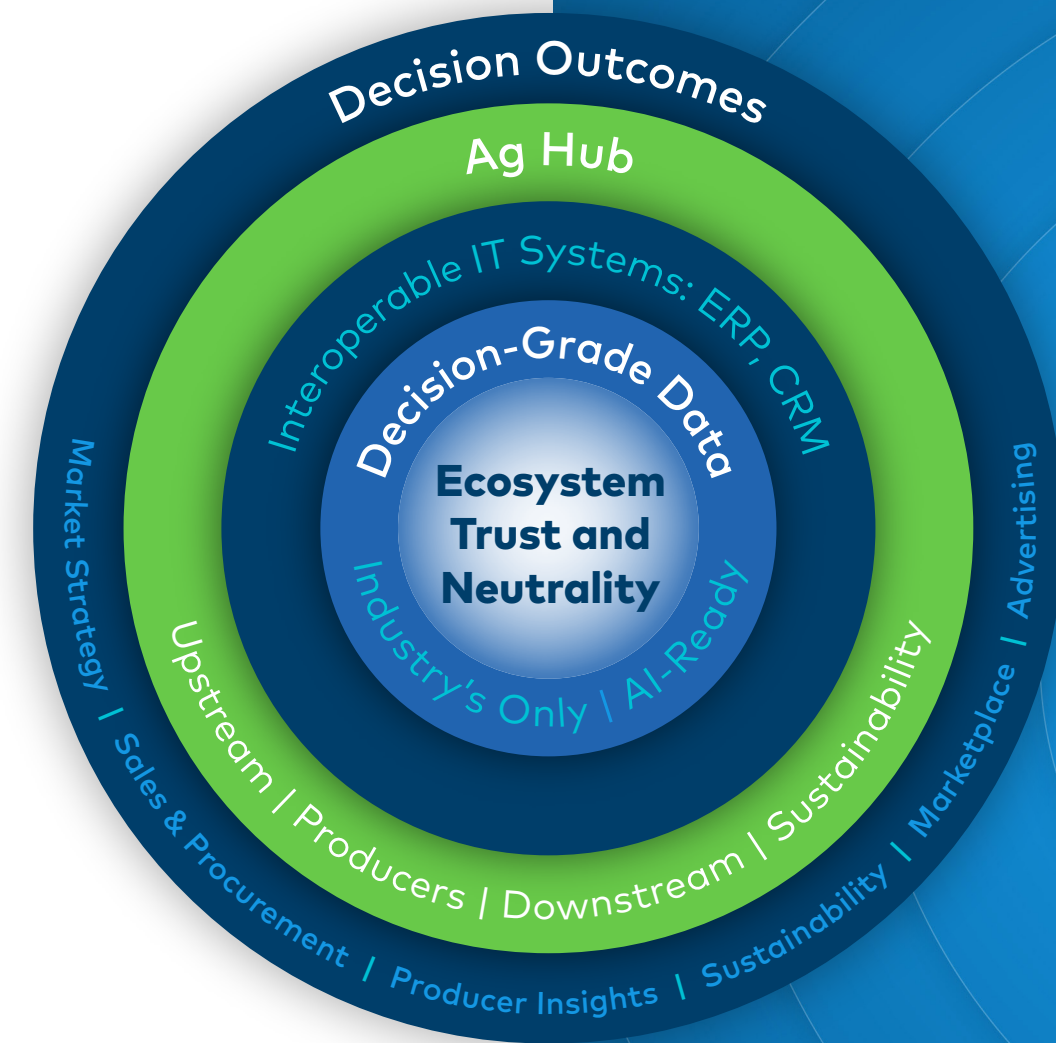 Decision Outcomes
Ag Hub
Interoperable IT Systems: ERP, CRM
Decision-Grade Data
Ecosystem
Trust and
Neutrality
Industry's Only | AI-Ready
Upstream | Producers | Downstream | Sustainability
Market Strategy | Sales & Procurement | Producer Insights | Sustainability | Marketplace | Advertising